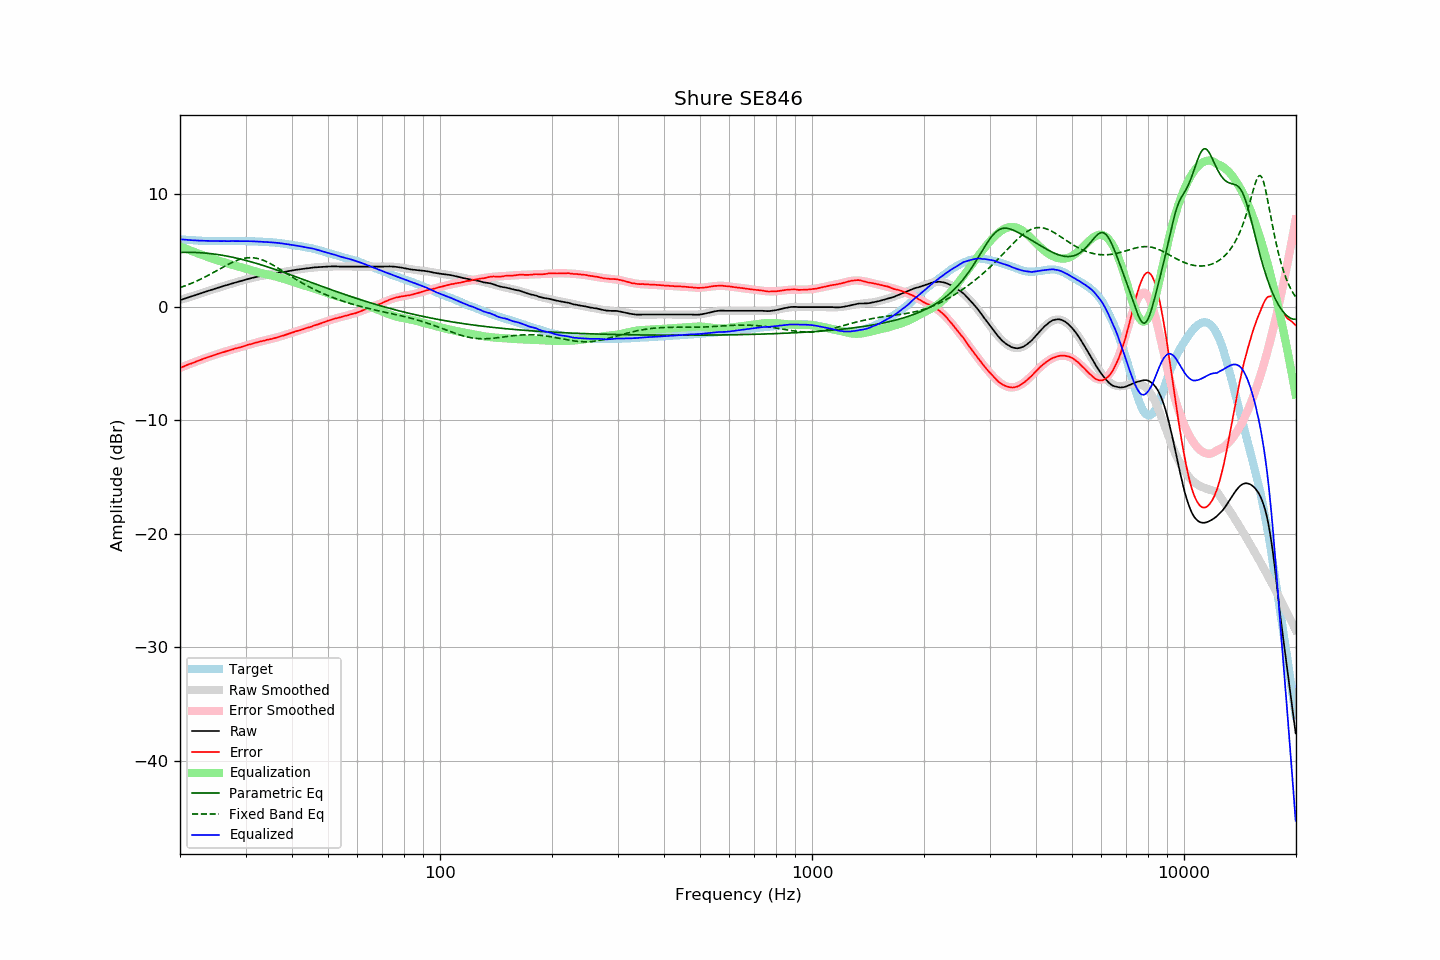 Shure SE846
10
0
−10
−20
−30
−40
Amplitude (dBr)
Target
Raw Smoothed
Error Smoothed
Raw
Error
Equalization
Parametric Eq
Fixed Band Eq
Equalized
100
1000
10000
Frequency (Hz)